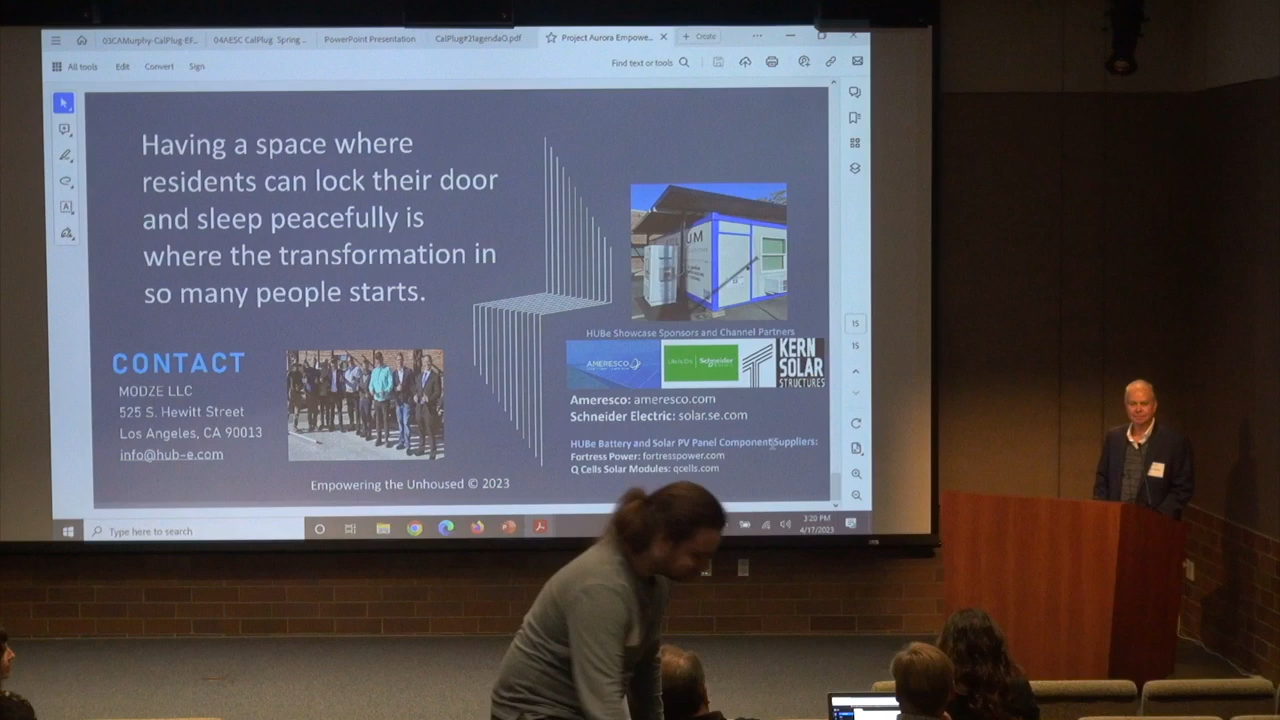 03CAMurphy-CalPlug EF...
04AESC CalPlug Spring ...
PowerPoint Presentation
CalPlug#21agendaG.pdf
Project Aurora Empowe...
Create
All tools
Edit
Convert
Sign
Find text or tools
Having a space where
residents can lock their door
and sleep peacefully is
where the transformation in
so many people starts.
UM
HUBe Showcase Sponsors and Channel Partners
AMERESCO
Schneider
KERN
SOLAR
STRUCTURES
CONTACT
MODZE LLC
525 S. Hewitt Street
Los Angeles, CA 90013
info@hub-e.com
Ameresco: ameresco.com
Schneider Electric: solar.se.com
HUBe Battery and Solar PV Panel Component Suppliers:
Fortress Power: fortresspower.com
Q Cells Solar Modules: qcells.com
Empowering the Unhoused © 2023
15
15
Type here to search
3:20 PM
4/17/2023